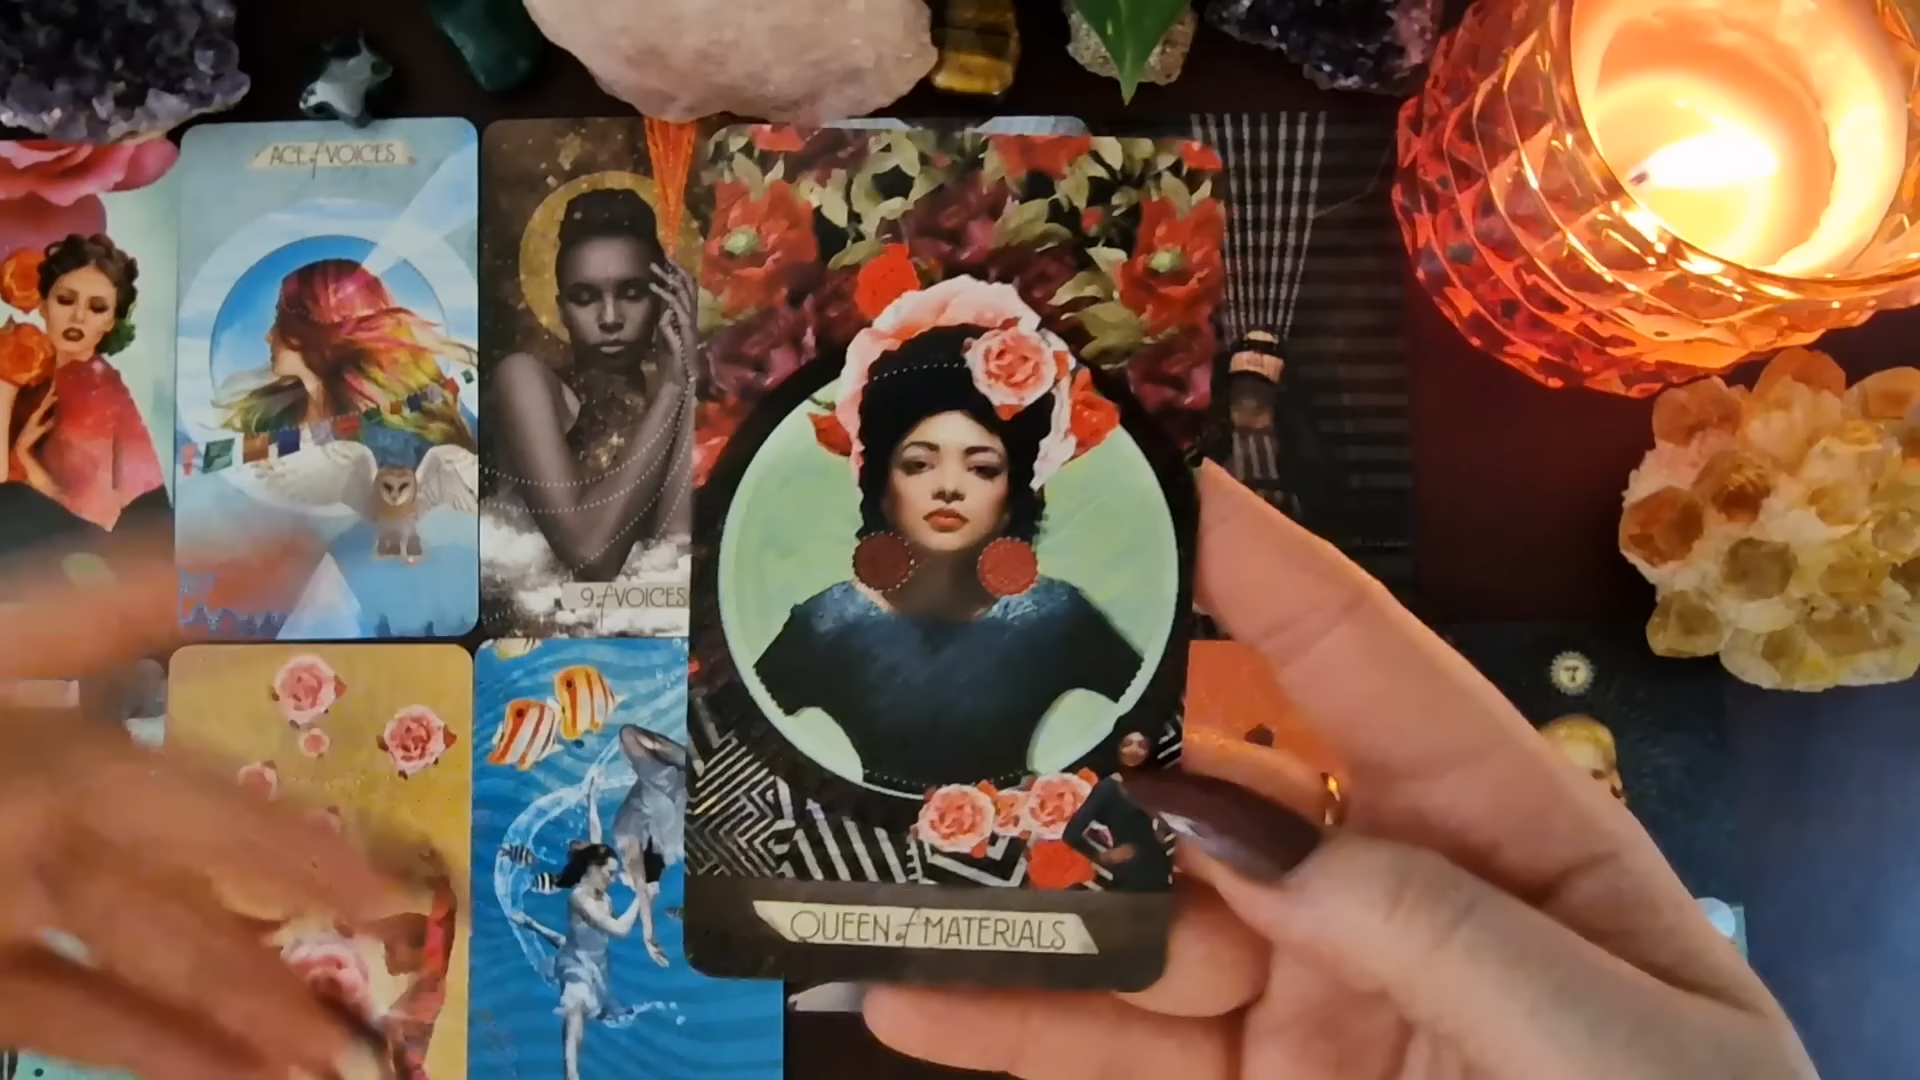 ACE of VOICES
9 of VOICES
QUEEN of MATERIALS